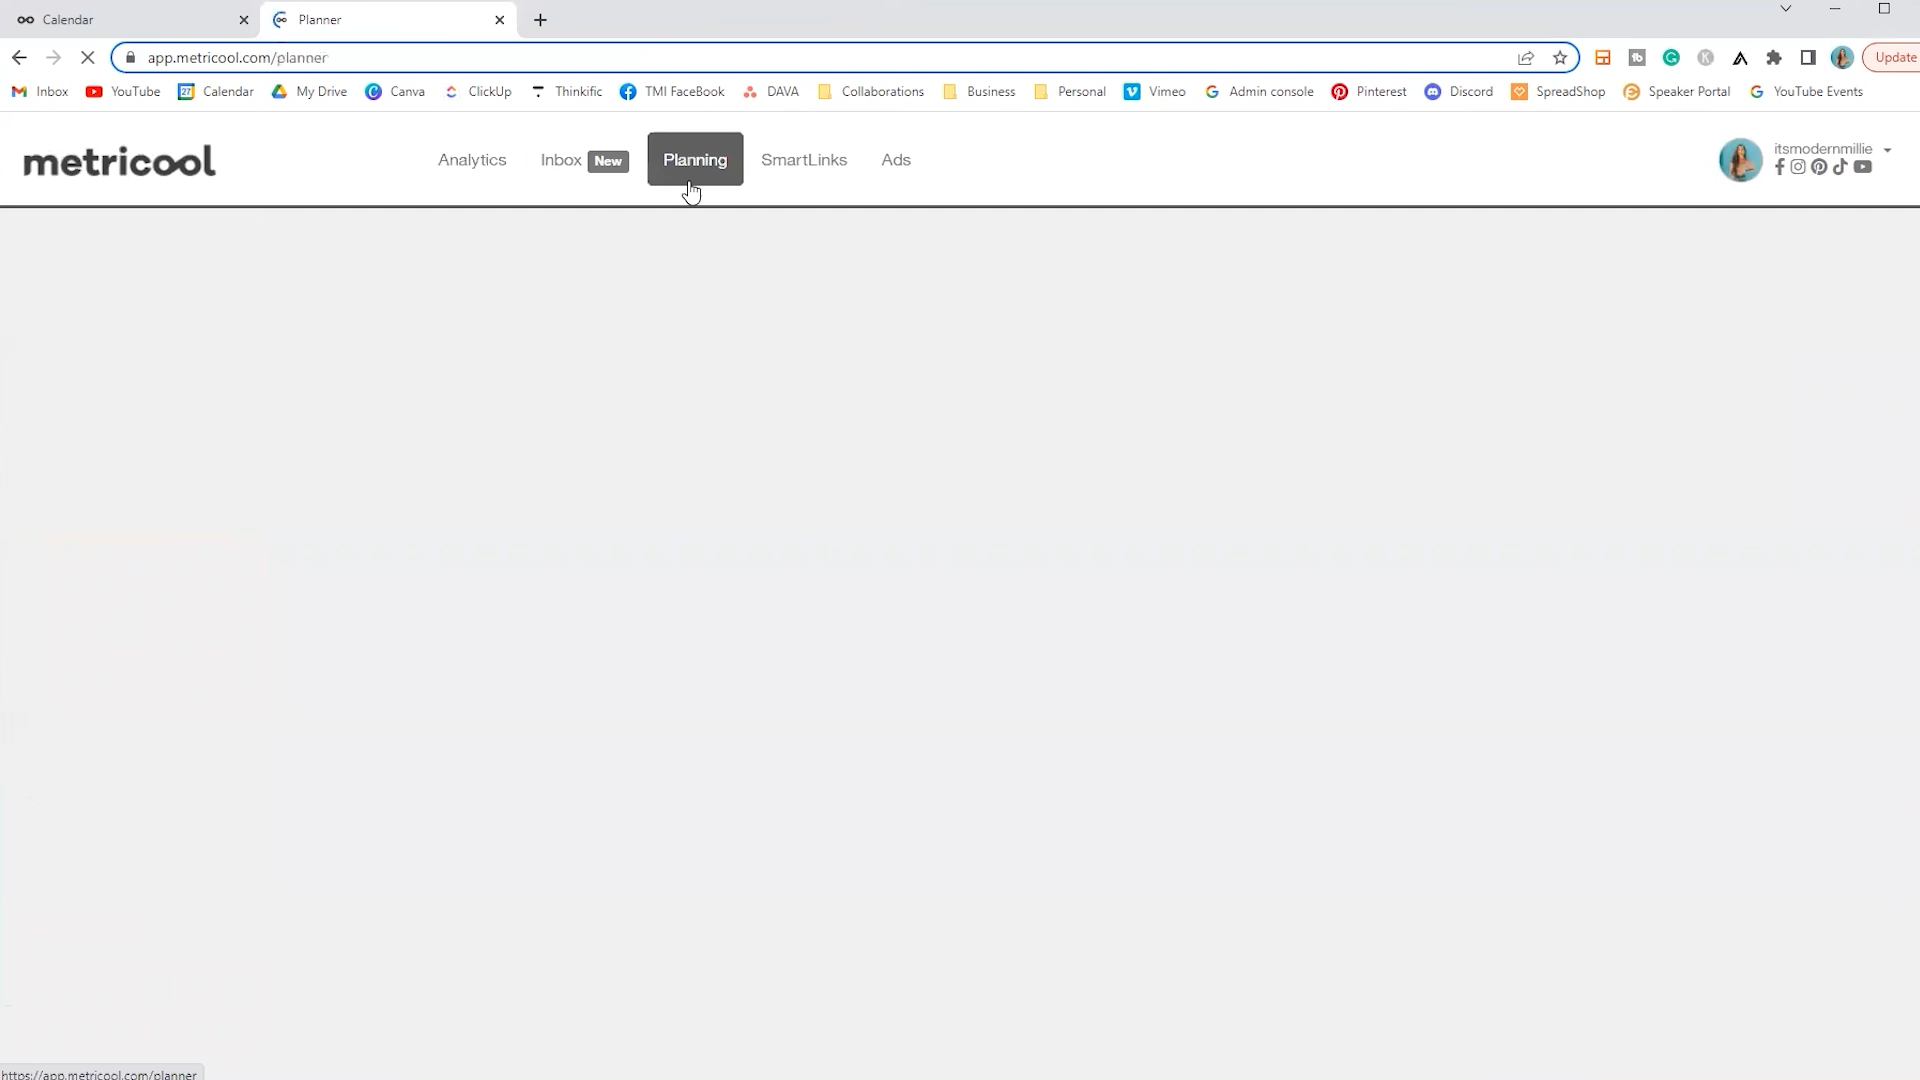 Calendar
Planner
app.metricool.com/planner
Update
Inbox YouTube Calendar My Drive Canva ClickUp Thinkific TMI FaceBook DAVA Collaborations Business Personal Vimeo Admin console Pinterest Discord SpreadShop Speaker Portal YouTube Events
metricool
Analytics Inbox New Planning SmartLinks Ads
itsmodernmillie
https://app.metricool.com/planner